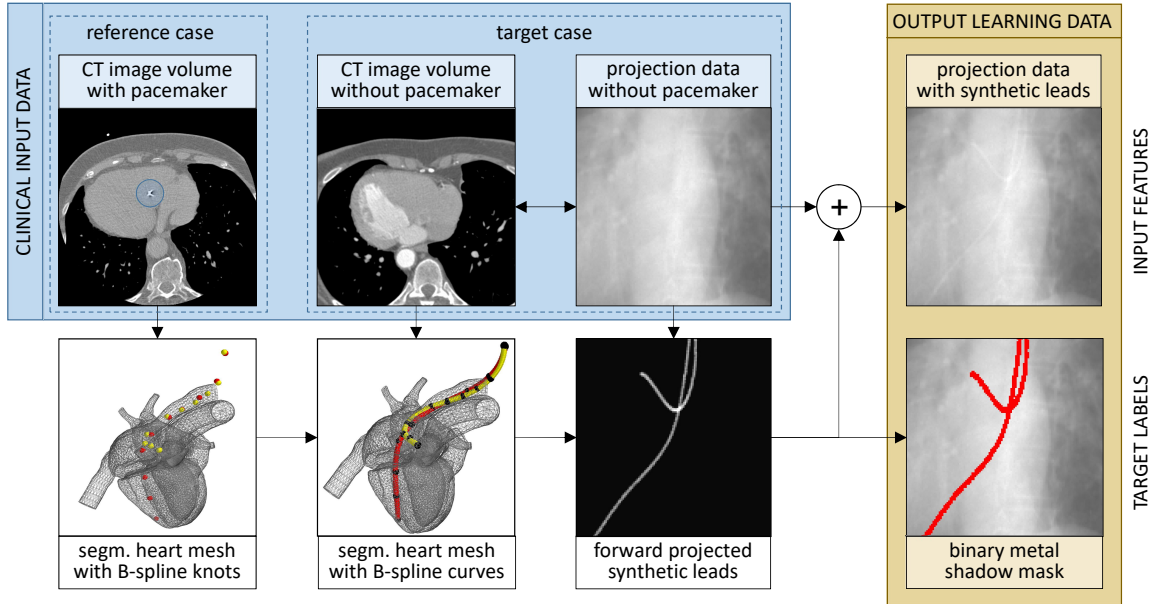 CLINICAL INPUT DATA
reference case
target case
OUTPUT LEARNING DATA
CT image volume
with pacemaker
CT image volume
without pacemaker
projection data
without pacemaker
projection data
with synthetic leads
+
INPUT FEATURES
TARGET LABELS
segm. heart mesh
with B-spline knots
segm. heart mesh
with B-spline curves
forward projected
synthetic leads
binary metal
shadow mask